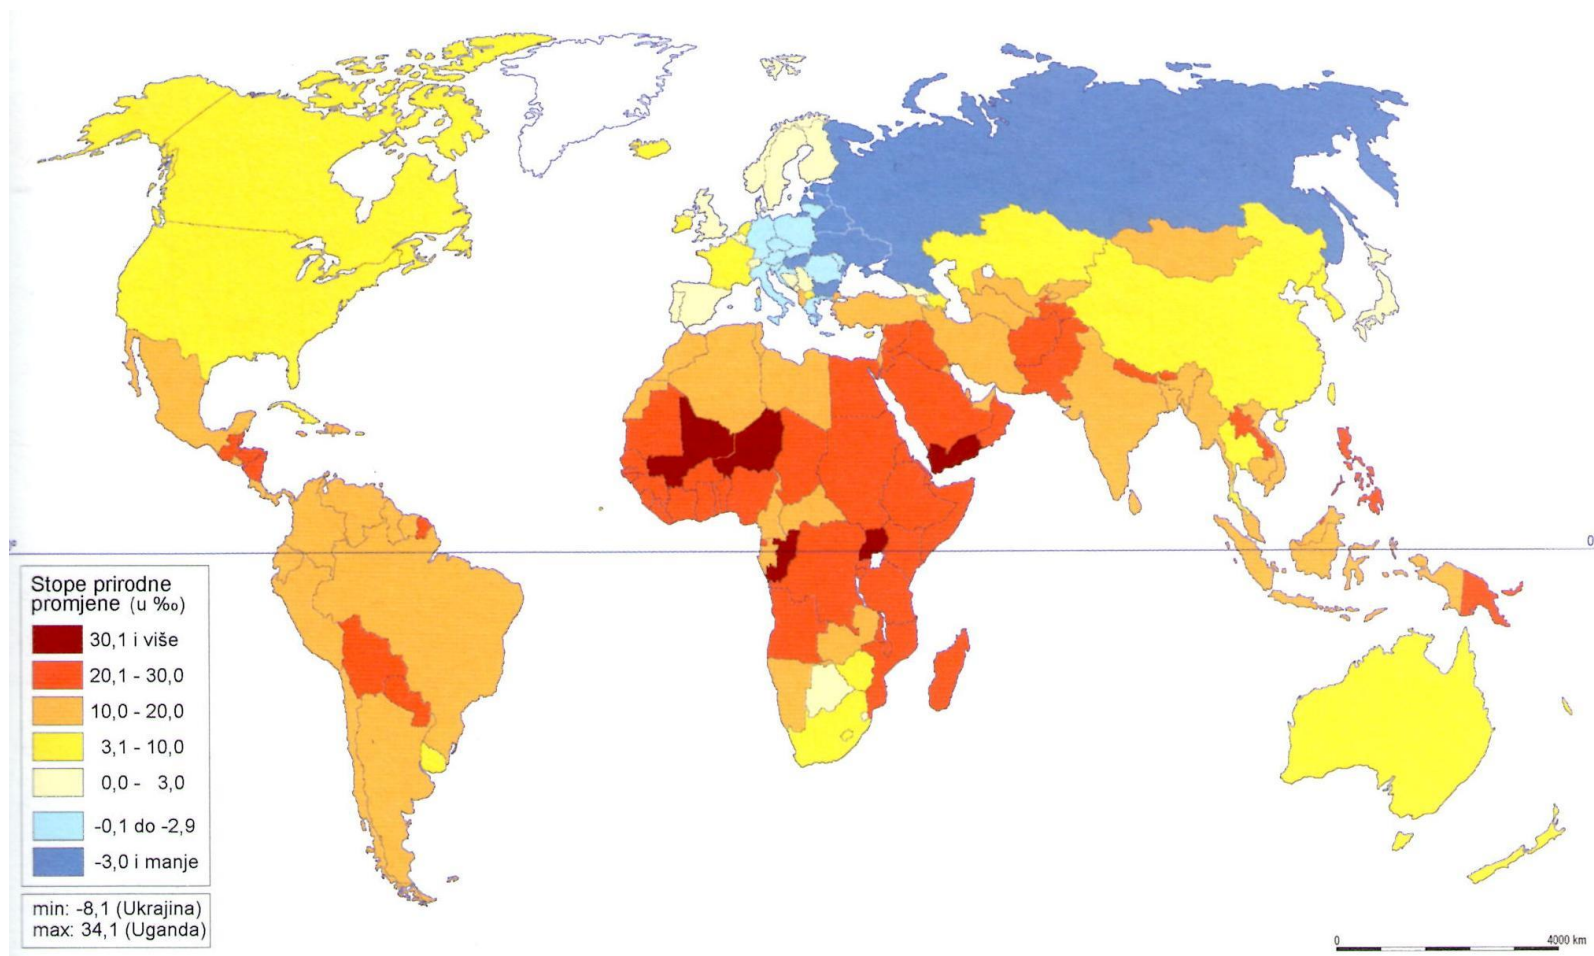 Stope prirodne
promjene (u ‰)
30,1 i više
20,1 - 30,0
10,0 - 20,0
3,1 - 10,0
0,0 - 3,0
-0,1 do -2,9
-3,0 i manje
min: -8,1 (Ukrajina)
max: 34,1 (Uganda)
0
0 4000 km